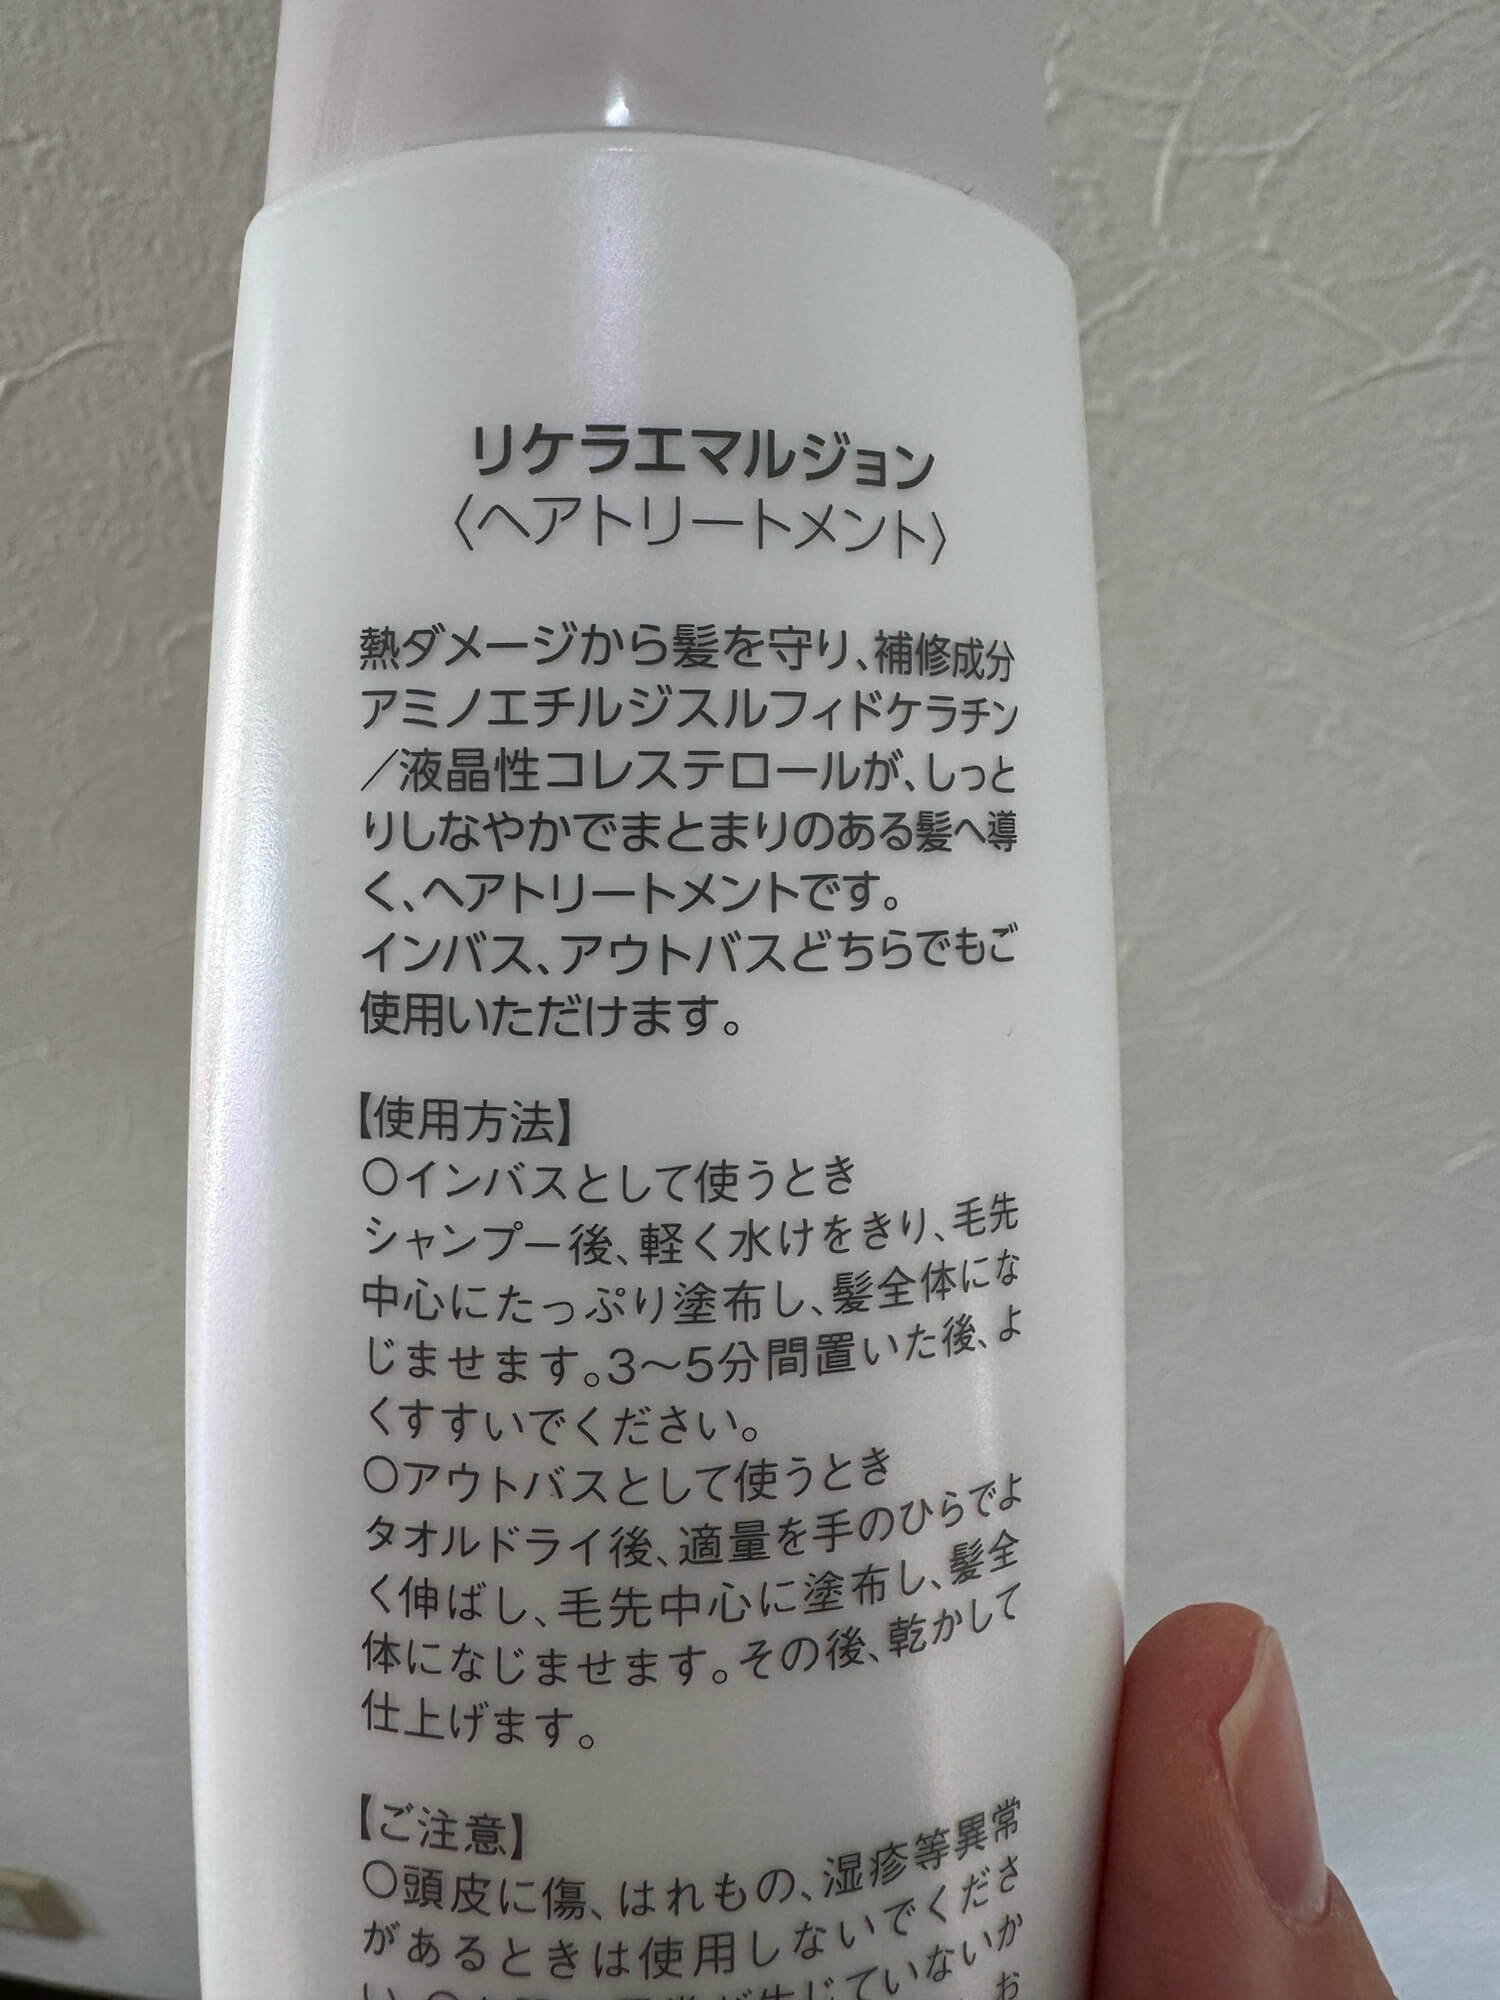 リケラエマルジョン
〈ヘアトリートメント〉
熱ダメージから髪を守り、補修成分
アミノエチルジスルフィドケラチン
/液晶性コレステロールが、しっと
りしなやかでまとまりのある髪へ導
く、ヘアトリートメントです。
インバス、アウトバスどちらでもご
使用いただけます。
【使用方法】
○インバスとして使うとき
シャンプー後、軽く水けをきり、毛先
中心にたっぷり塗布し、髪全体にな
じませます。3〜5分間置いた後、よ
くすすいでください。
○アウトバスとして使うとき
タオルドライ後、適量を手のひらでよ
く伸ばし、毛先中心に塗布し、髪全
体になじませます。その後、乾かして
仕上げます。
【ご注意】
○頭皮に傷、はれもの、湿疹等異常
があるときは使用しないでくださ
が生じていないか
お